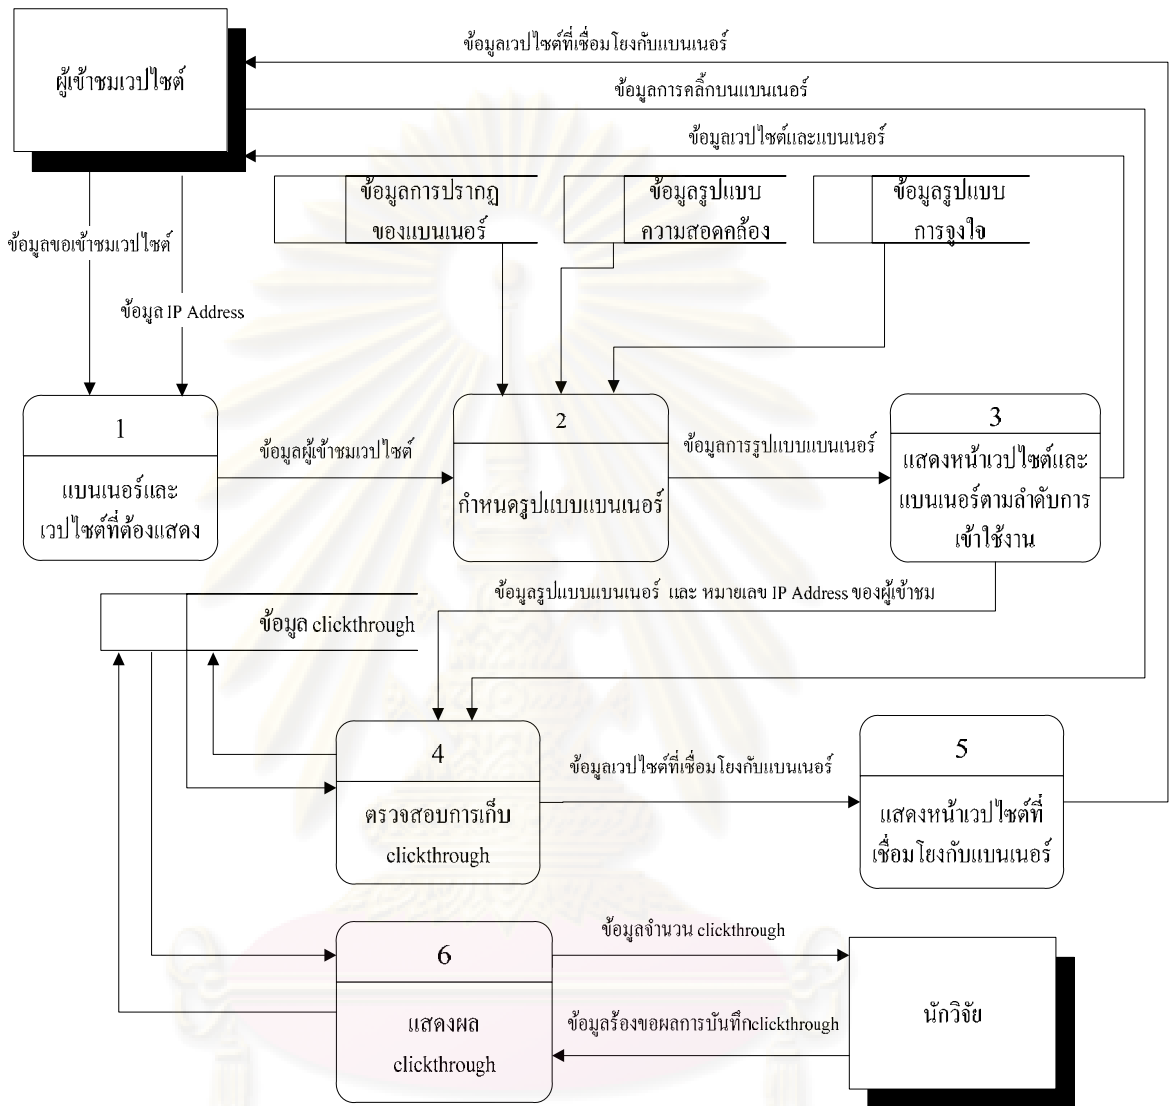 ข้อมูลเวปไซต์ที่เชื่อมโยงกับแบนเนอร์
ผู้เข้าชมเวปไซต์
ข้อมูลการคลิ๊กบนแบนเนอร์
ข้อมูลเวปไซต์และแบนเนอร์
ข้อมูลการปรากฏ
ของแบนเนอร์
ข้อมูลรูปแบบ
ความสอดคล้อง
ข้อมูลรูปแบบ
การจูงใจ
ข้อมูลขอเข้าชมเวปไซต์
ข้อมูล IP Address
1
แบนเนอร์และ
เวปไซต์ที่ต้องแสดง
ข้อมูลผู้เข้าชมเวปไซต์
2
กำหนดรูปแบบแบนเนอร์
ข้อมูลการรูปแบบแบนเนอร์
3
แสดงหน้าเวปไซต์และ
แบนเนอร์ตามลำดับการ
เข้าใช้งาน
ข้อมูลรูปแบบแบนเนอร์ และ หมายเลข IP Address ของผู้เข้าชม
ข้อมูล clickthrough
4
ตรวจสอบการเก็บ
clickthrough
ข้อมูลเวปไซต์ที่เชื่อมโยงกับแบนเนอร์
5
แสดงหน้าเวปไซต์ที่
เชื่อมโยงกับแบนเนอร์
6
แสดงผล
clickthrough
ข้อมูลจำนวน clickthrough
ข้อมูลร้องขอผลการบันทึกclickthrough
นักวิจัย